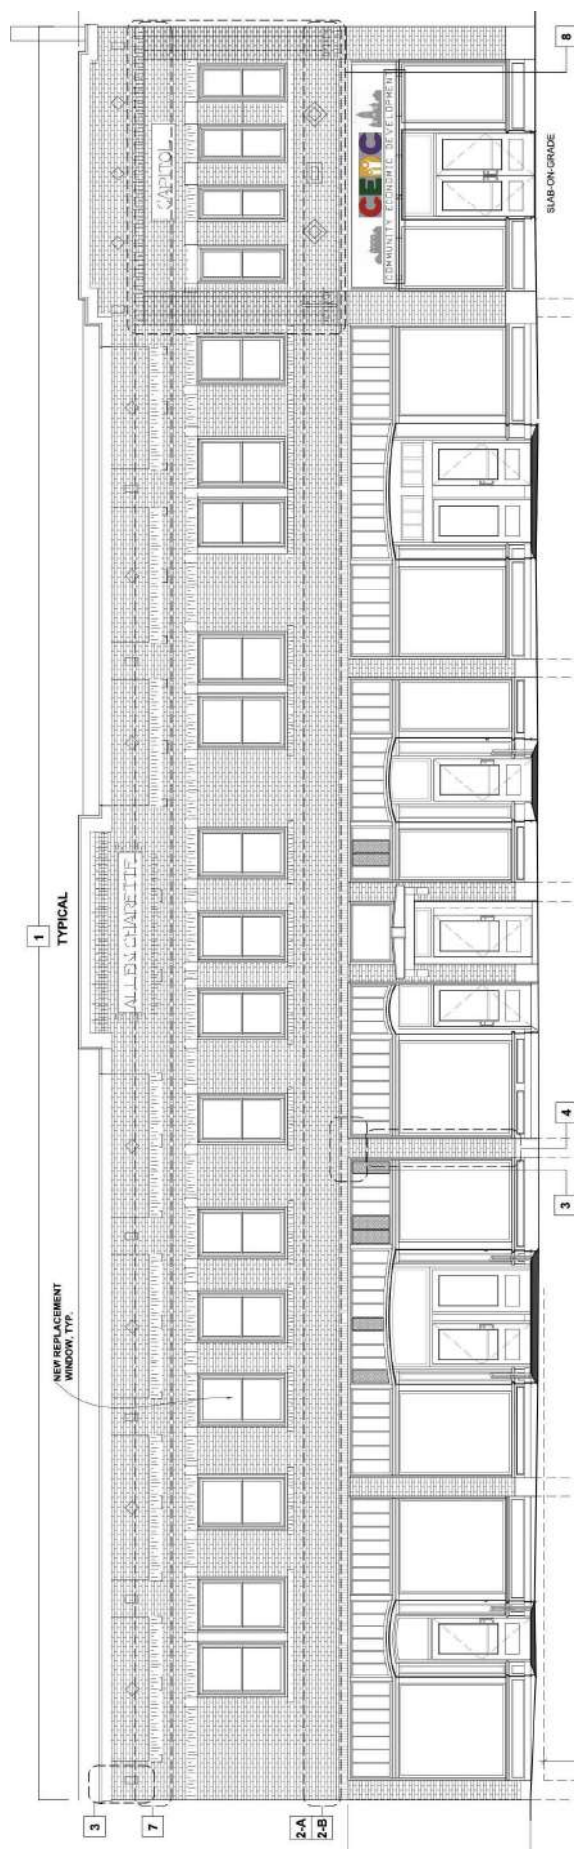 1
TYPICAL
NEW REPLACEMENT
WINDOW, TYP.
3
7
2-A
2-B
ALLEN CHARETTE
CAPITOL
CEDC
COMMUNITY ECONOMIC DEVELOPMENT
3
4
8
SLAB-ON-GRADE